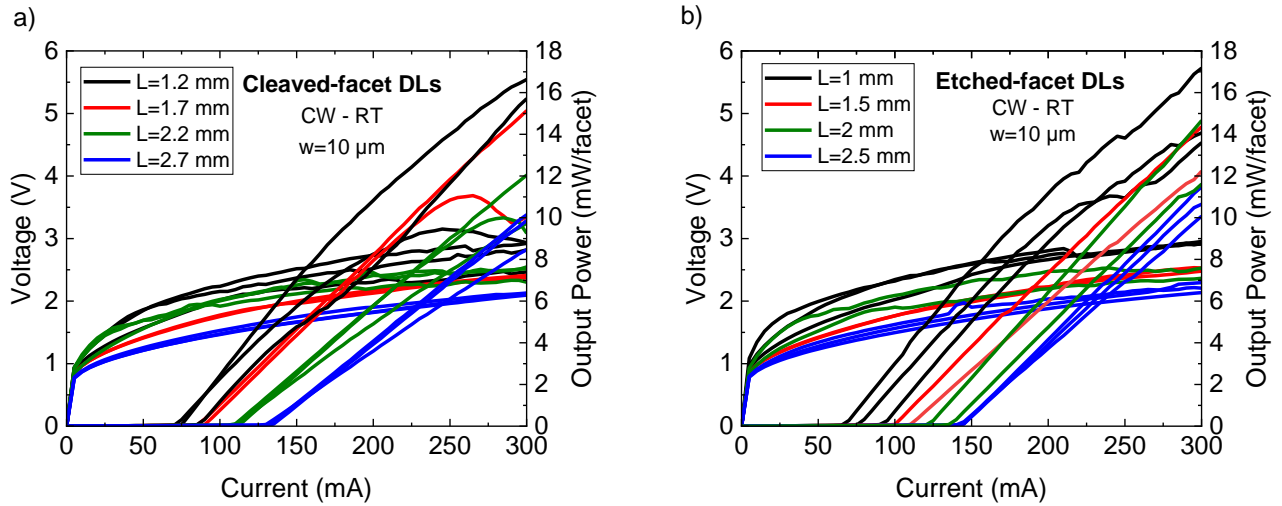 a)
6
5
4
3
2
1
0
Voltage (V)
L=1.2 mm
L=1.7 mm
L=2.2 mm
L=2.7 mm
Cleaved-facet DLs
CW - RT
w=10 µm
18
16
14
12
10
8
6
4
2
0
Output Power (mW/facet)
0 50 100 150 200 250 300
Current (mA)
b)
6
5
4
3
2
1
0
Voltage (V)
L=1 mm
L=1.5 mm
L=2 mm
L=2.5 mm
Etched-facet DLs
CW - RT
w=10 µm
18
16
14
12
10
8
6
4
2
0
Output Power (mW/facet)
0 50 100 150 200 250 300
Current (mA)